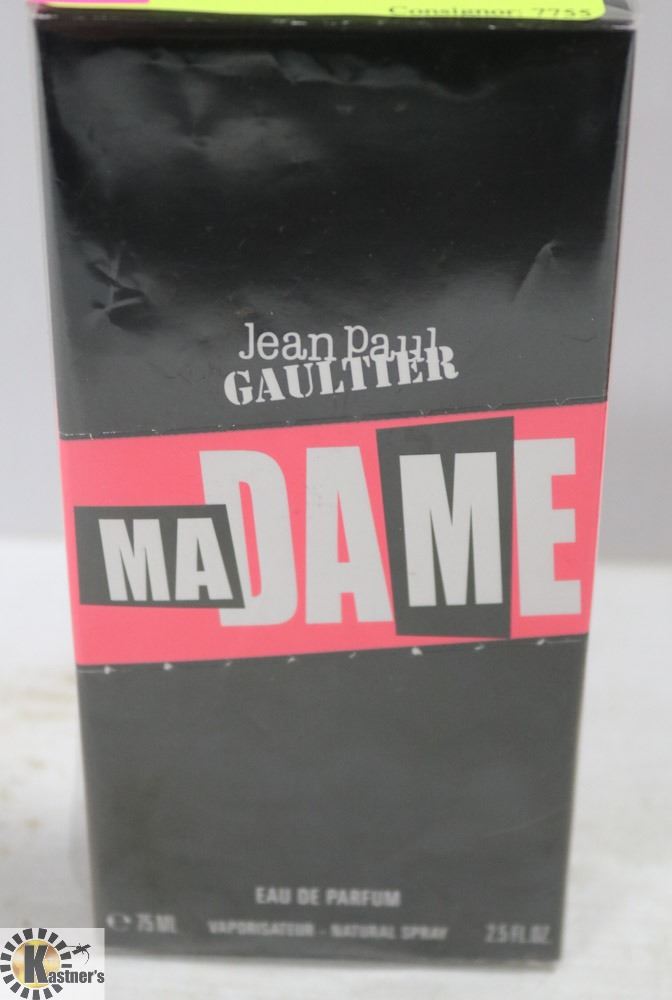 Consignor: 7755
Jean Paul
GAULTIER
MADAME
EAU DE PARFUM
℮ 75 ML VAPORISATEUR - NATURAL SPRAY 2.5 FL.OZ.
KASTNER'S